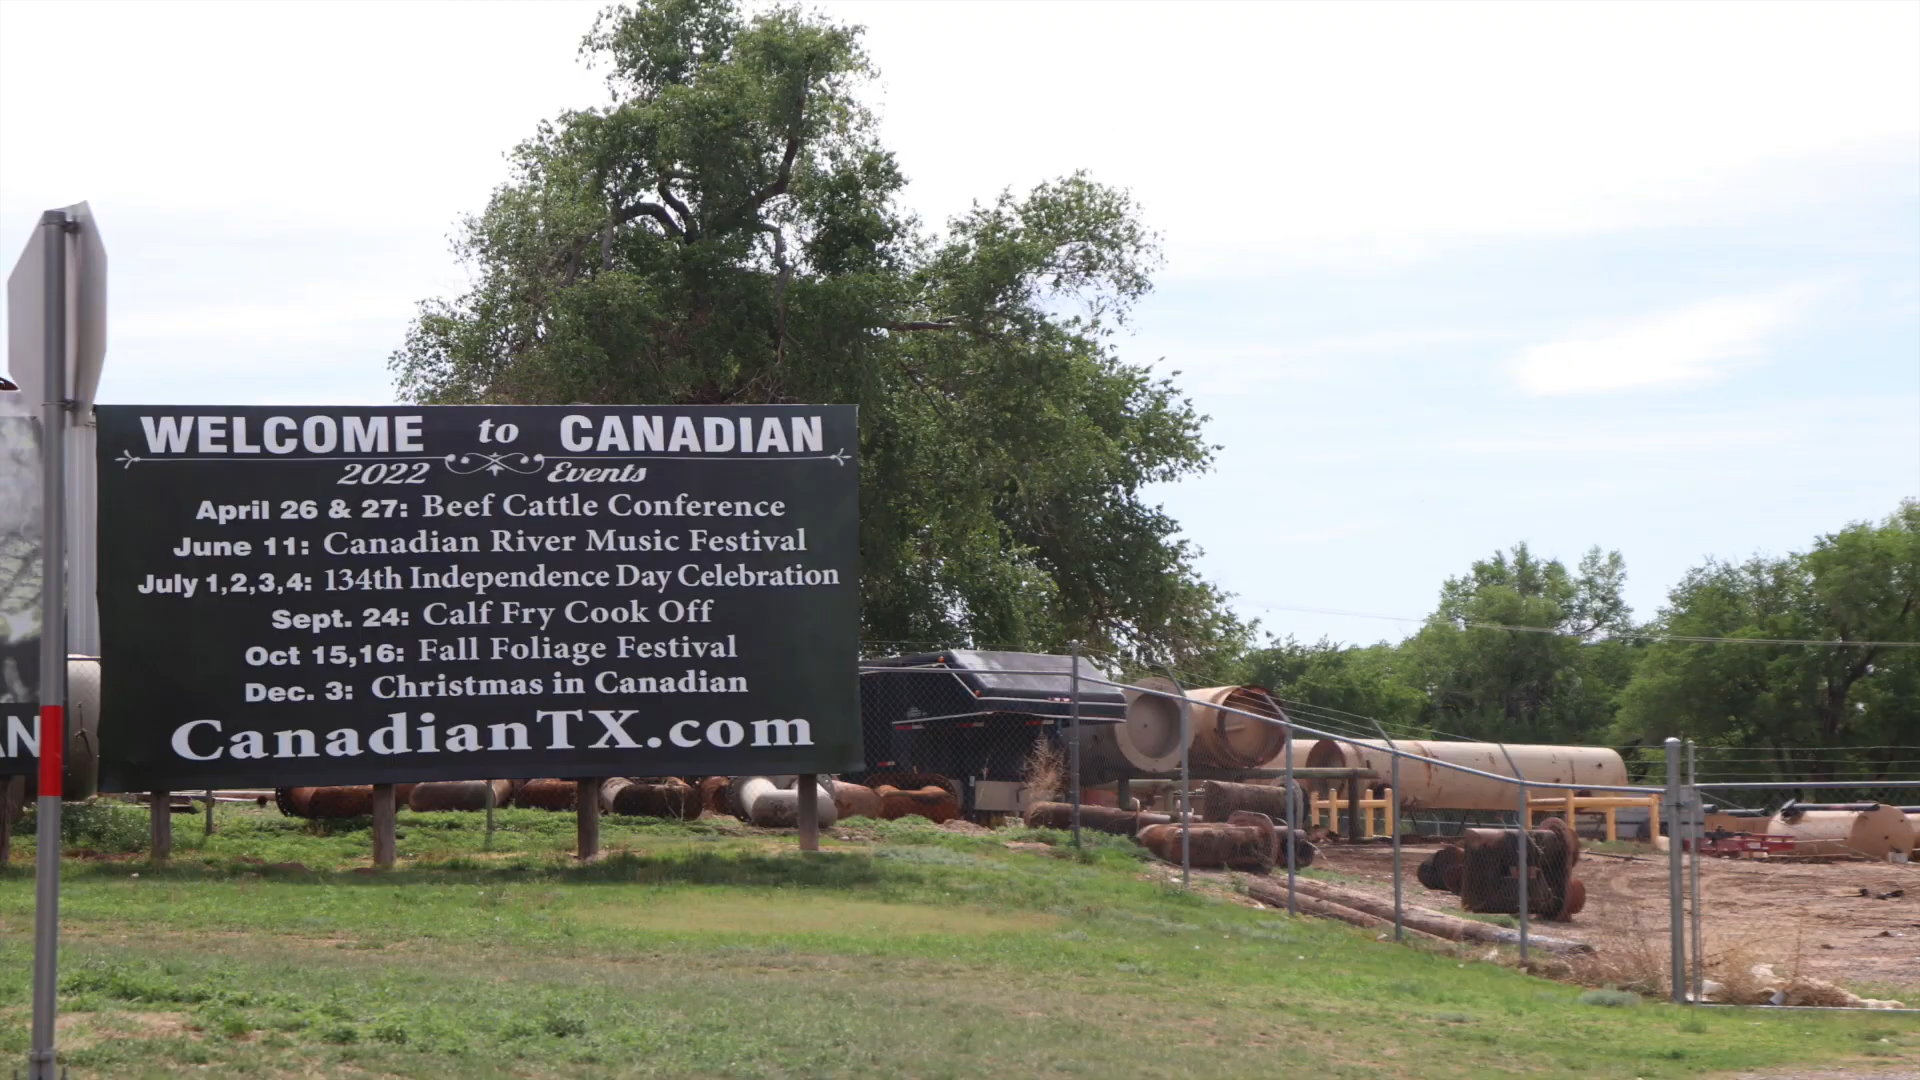 WELCOME to CANADIAN
2022 Events
April 26 & 27: Beef Cattle Conference
June 11: Canadian River Music Festival
July 1,2,3,4: 134th Independence Day Celebration
Sept. 24: Calf Fry Cook Off
Oct 15,16: Fall Foliage Festival
Dec. 3: Christmas in Canadian
CanadianTX.com
AN